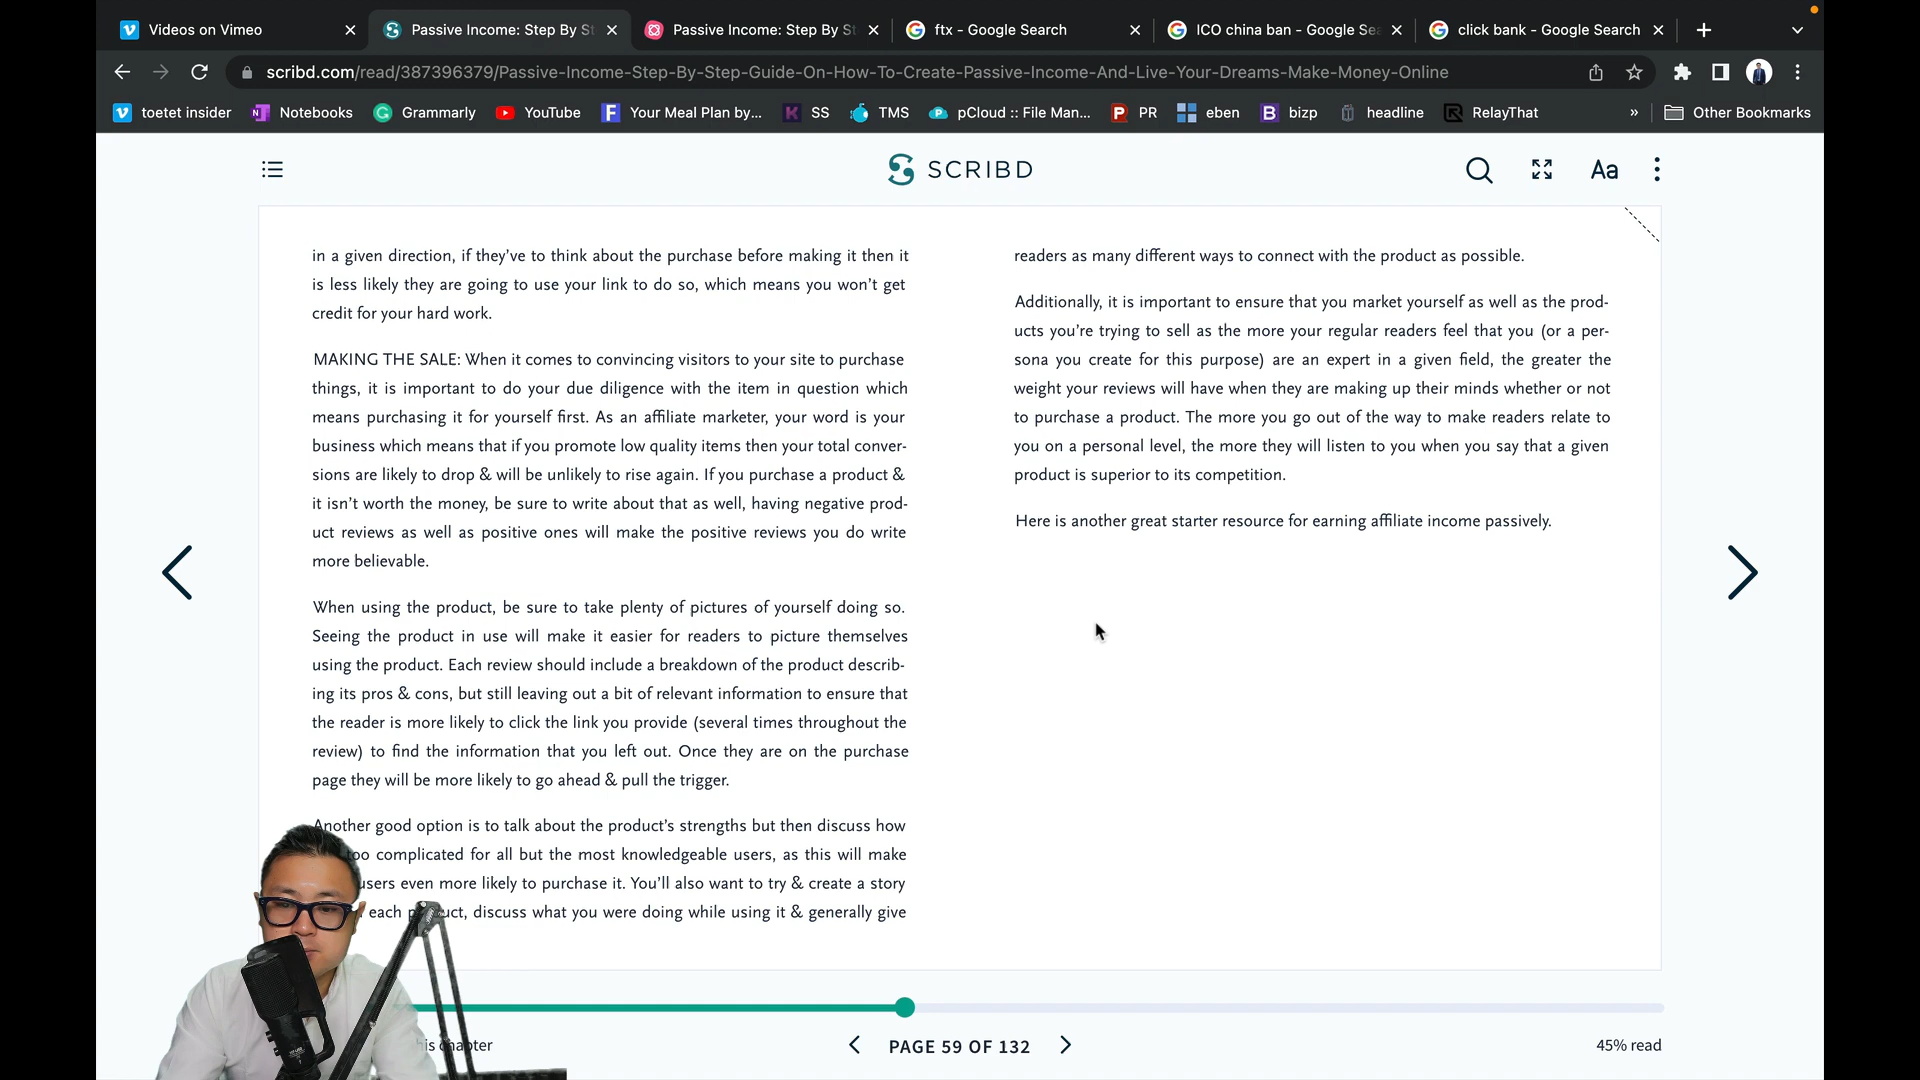 Videos on Vimeo
Passive Income: Step By St
Passive Income: Step By St
ftx - Google Search
ICO china ban - Google Sea
click bank - Google Search
scribd.com/read/387396379/Passive-Income-Step-By-Step-Guide-On-How-To-Create-Passive-Income-And-Live-Your-Dreams-Make-Money-Online
toetet insider
Notebooks
Grammarly
YouTube
Your Meal Plan by...
SS
TMS
pCloud :: File Man...
PR
eben
bizp
headline
RelayThat
»
Other Bookmarks
SCRIBD
Aa
in a given direction, if they've to think about the purchase before making it then it
is less likely they are going to use your link to do so, which means you won't get
credit for your hard work.
MAKING THE SALE: When it comes to convincing visitors to your site to purchase
things, it is important to do your due diligence with the item in question which
means purchasing it for yourself first. As an affiliate marketer, your word is your
business which means that if you promote low quality items then your total conver-
sions are likely to drop & will be unlikely to rise again. If you purchase a product &
it isn't worth the money, be sure to write about that as well, having negative prod-
uct reviews as well as positive ones will make the positive reviews you do write
more believable.
When using the product, be sure to take plenty of pictures of yourself doing so.
Seeing the product in use will make it easier for readers to picture themselves
using the product. Each review should include a breakdown of the product describ-
ing its pros & cons, but still leaving out a bit of relevant information to ensure that
the reader is more likely to click the link you provide (several times throughout the
review) to find the information that you left out. Once they are on the purchase
page they will be more likely to go ahead & pull the trigger.
Another good option is to talk about the product's strengths but then discuss how
too complicated for all but the most knowledgeable users, as this will make
users even more likely to purchase it. You'll also want to try & create a story
each product, discuss what you were doing while using it & generally give
readers as many different ways to connect with the product as possible.
Additionally, it is important to ensure that you market yourself as well as the prod-
ucts you're trying to sell as the more your regular readers feel that you (or a per-
sona you create for this purpose) are an expert in a given field, the greater the
weight your reviews will have when they are making up their minds whether or not
to purchase a product. The more you go out of the way to make readers relate to
you on a personal level, the more they will listen to you when you say that a given
product is superior to its competition.
Here is another great starter resource for earning affiliate income passively.
this chapter
PAGE 59 OF 132
45% read